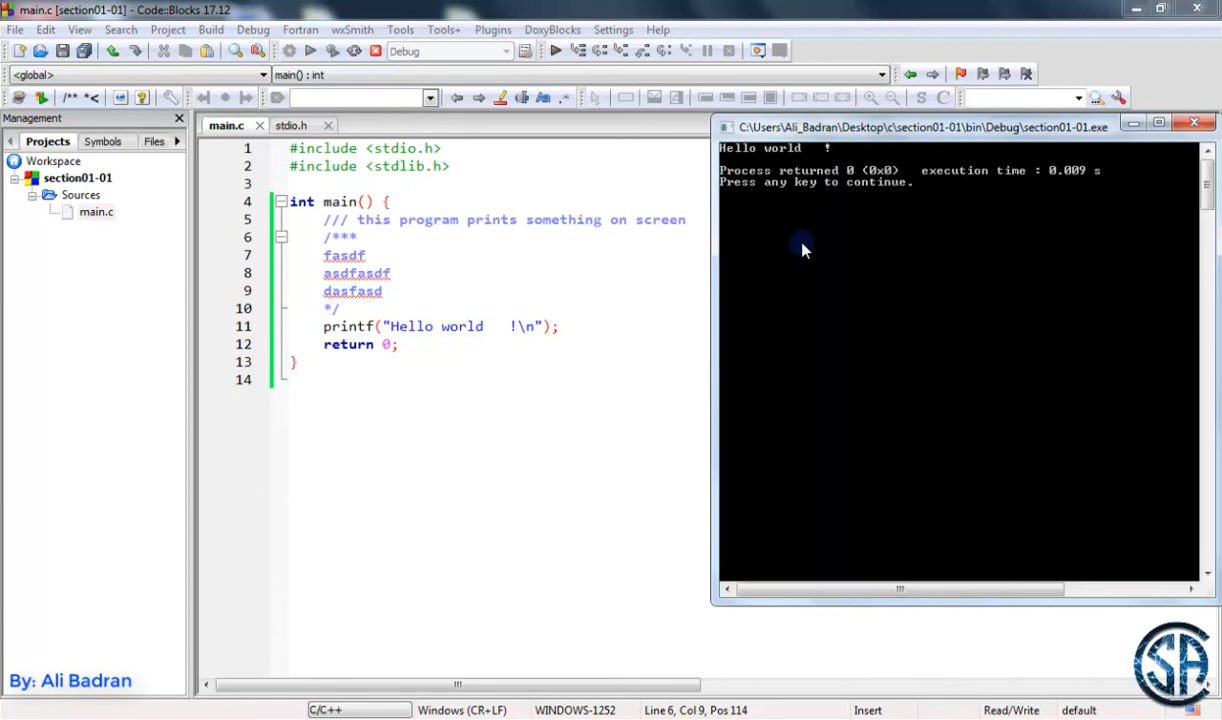 main.c [section01-01] - Code::Blocks 17.12
File Edit View Search Project Build Debug Fortran wxSmith Tools Tools+ Plugins DoxyBlocks Settings Help
Debug
<global> main() : int
/** *<
S C
Management
Projects Symbols Files
Workspace
section01-01
Sources
main.c
main.c stdio.h
1 #include <stdio.h>
2 #include <stdlib.h>
3
4 int main() {
5 /// this program prints something on screen
6 /***
7 fasdf
8 asdfasdf
9 dasfasd
10 */
11 printf("Hello world   !\n");
12 return 0;
13 }
14
C:\Users\Ali_Badran\Desktop\c\section01-01\bin\Debug\section01-01.exe
Hello world   !
Process returned 0 (0x0)   execution time : 0.009 s
Press any key to continue.
By: Ali Badran
C/C++ Windows (CR+LF) WINDOWS-1252 Line 6, Col 9, Pos 114 Insert Read/Write default